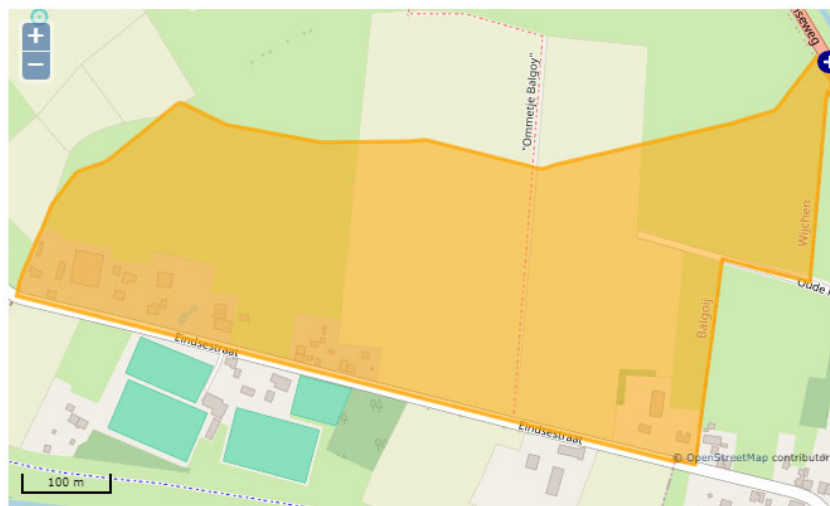 +
−
"Ommetje Balgoy"
Wijchen
Balgoij
Oude
Eindsestraat
Eindsestraat
© OpenStreetMap contributor
100 m